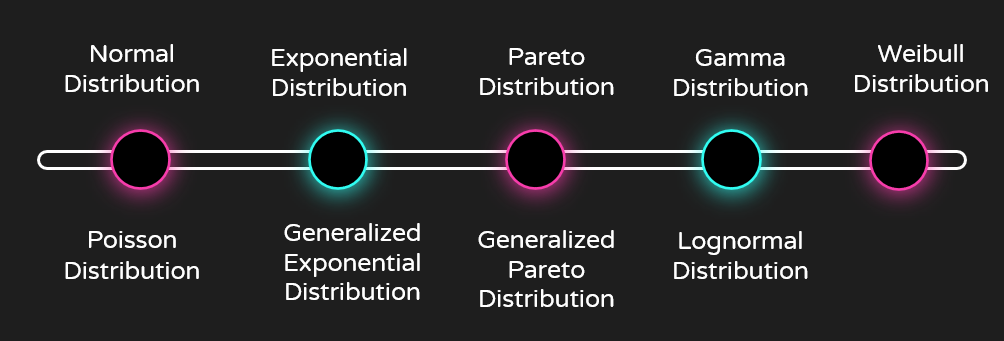 Normal
Distribution
Exponential
Distribution
Pareto
Distribution
Gamma
Distribution
Weibull
Distribution
Poisson
Distribution
Generalized
Exponential
Distribution
Generalized
Pareto
Distribution
Lognormal
Distribution